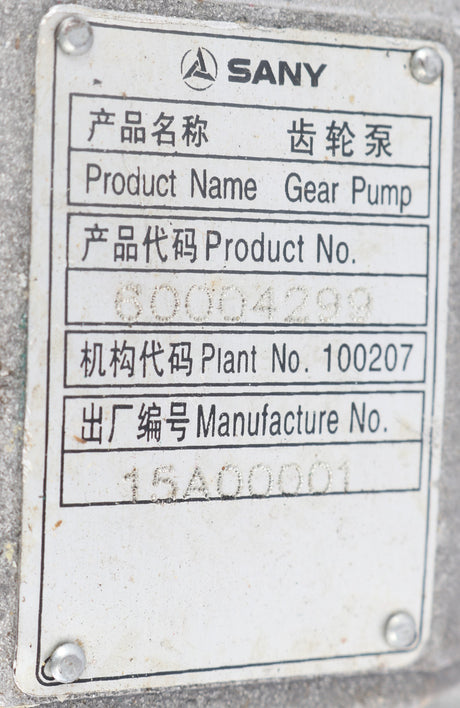 SANY
产品名称 齿轮泵
Product Name Gear Pump
产品代码 Product No.
60004299
机构代码 Plant No. 100207
出厂编号 Manufacture No.
15A00001